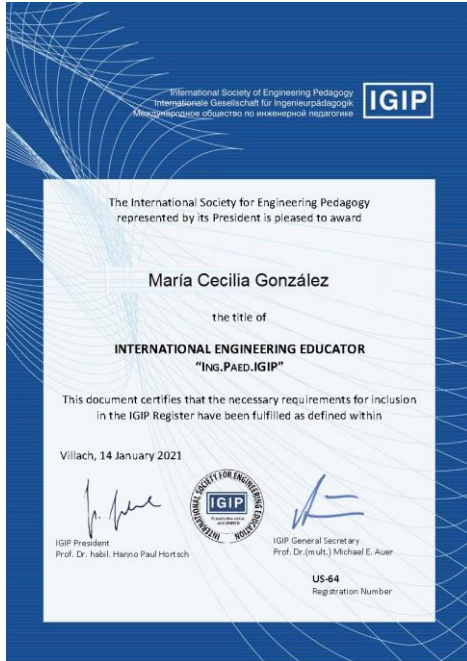 International Society of Engineering Pedagogy
Internationale Gesellschaft für Ingenieurpädagogik
Международное общество по инженерной педагогике
IGIP
The International Society for Engineering Pedagogy
represented by its President is pleased to award
María Cecilia González
the title of
INTERNATIONAL ENGINEERING EDUCATOR
“ING.PAED.IGIP”
This document certifies that the necessary requirements for inclusion
in the IGIP Register have been fulfilled as defined within
Villach, 14 January 2021
INTERNATIONAL SOCIETY FOR ENGINEERING EDUCATION
IGIP
IGIP President
Prof. Dr. habil. Hanno Paul Hortsch
IGIP General Secretary
Prof. Dr.(mult.) Michael E. Auer
US-64
Registration Number